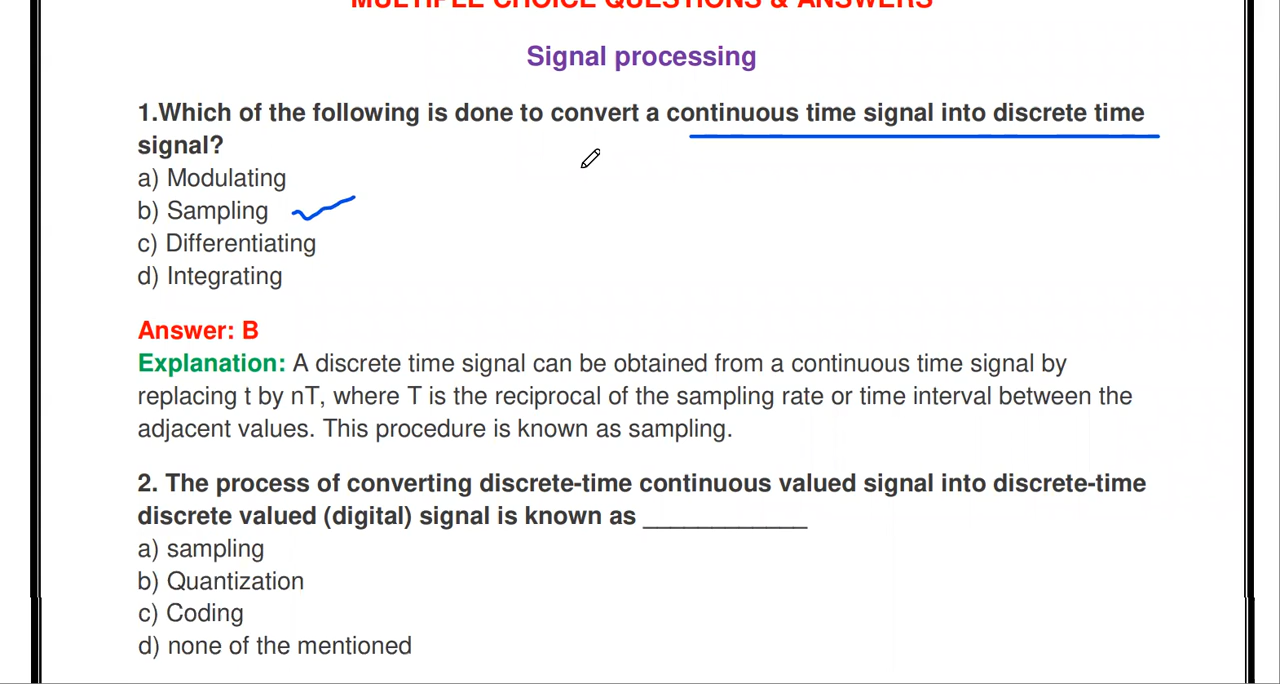 MULTIPLE CHOICE QUESTIONS & ANSWERS
Signal processing
1.Which of the following is done to convert a continuous time signal into discrete time
signal?
a) Modulating
b) Sampling
c) Differentiating
d) Integrating
Answer: B
Explanation: A discrete time signal can be obtained from a continuous time signal by
replacing t by nT, where T is the reciprocal of the sampling rate or time interval between the
adjacent values. This procedure is known as sampling.
2. The process of converting discrete-time continuous valued signal into discrete-time
discrete valued (digital) signal is known as ____________
a) sampling
b) Quantization
c) Coding
d) none of the mentioned